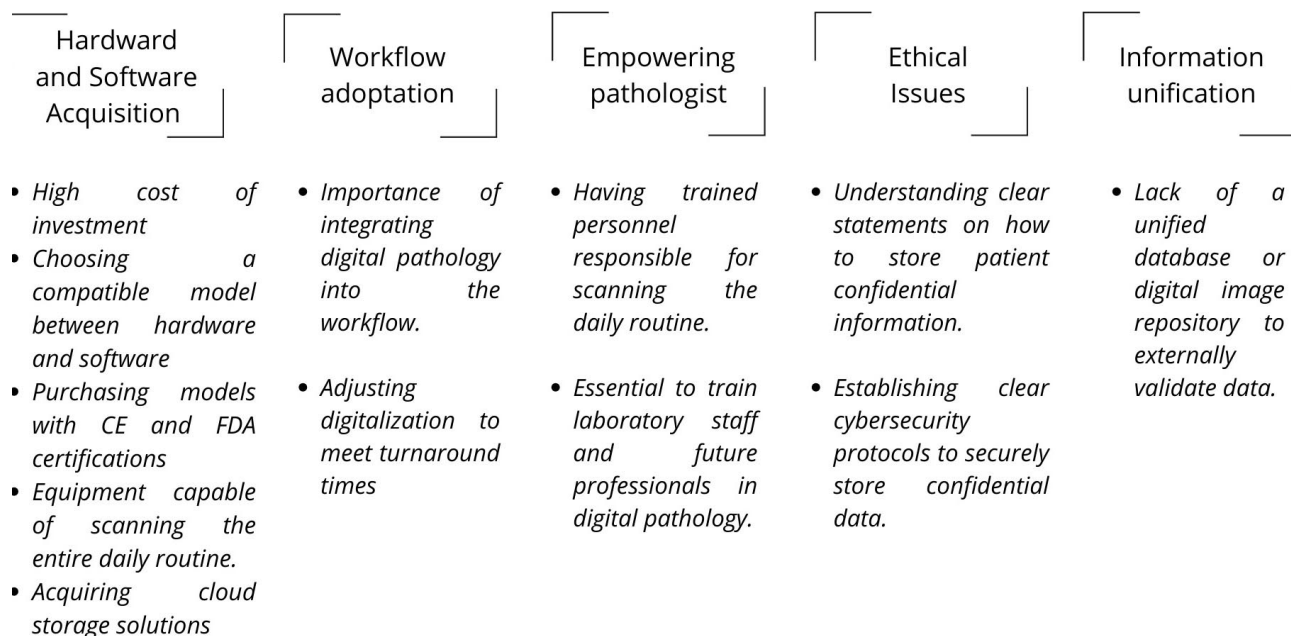 Hardward
and Software
Acquisition
Workflow
adoptation
Empowering
pathologist
Ethical
Issues
Information
unification
• High cost of
investment
• Choosing a
compatible model
between hardware
and software
• Purchasing models
with CE and FDA
certifications
• Equipment capable
of scanning the
entire daily routine.
• Acquiring cloud
storage solutions
• Importance of
integrating
digital pathology
into the
workflow.
• Adjusting
digitalization to
meet turnaround
times
• Having trained
personnel
responsible for
scanning the
daily routine.
• Essential to train
laboratory staff
and future
professionals in
digital pathology.
• Understanding clear
statements on how
to store patient
confidential
information.
• Establishing clear
cybersecurity
protocols to securely
store confidential
data.
• Lack of a
unified
database or
digital image
repository to
externally
validate data.